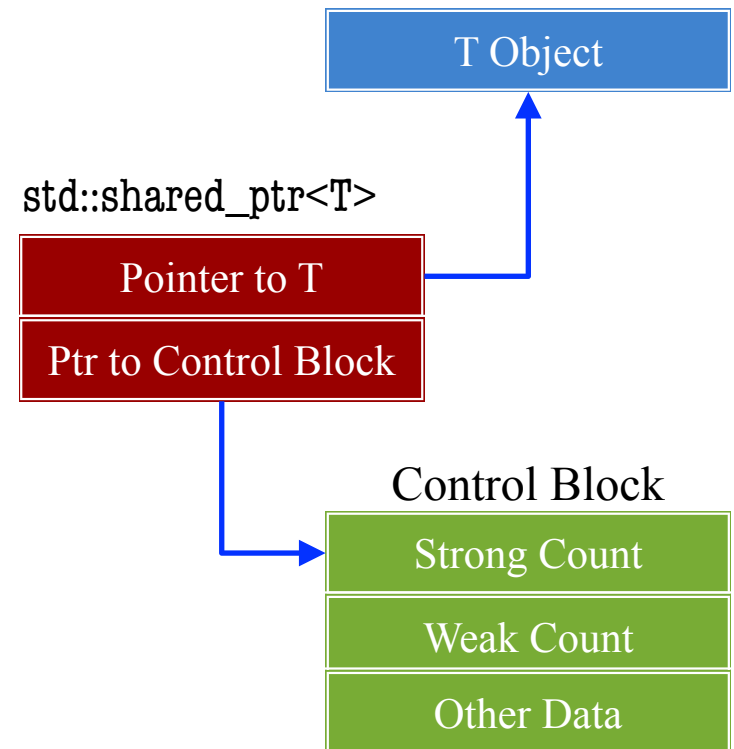 T Object
std::shared_ptr<T>
Pointer to T
Ptr to Control Block
Control Block
Strong Count
Weak Count
Other Data